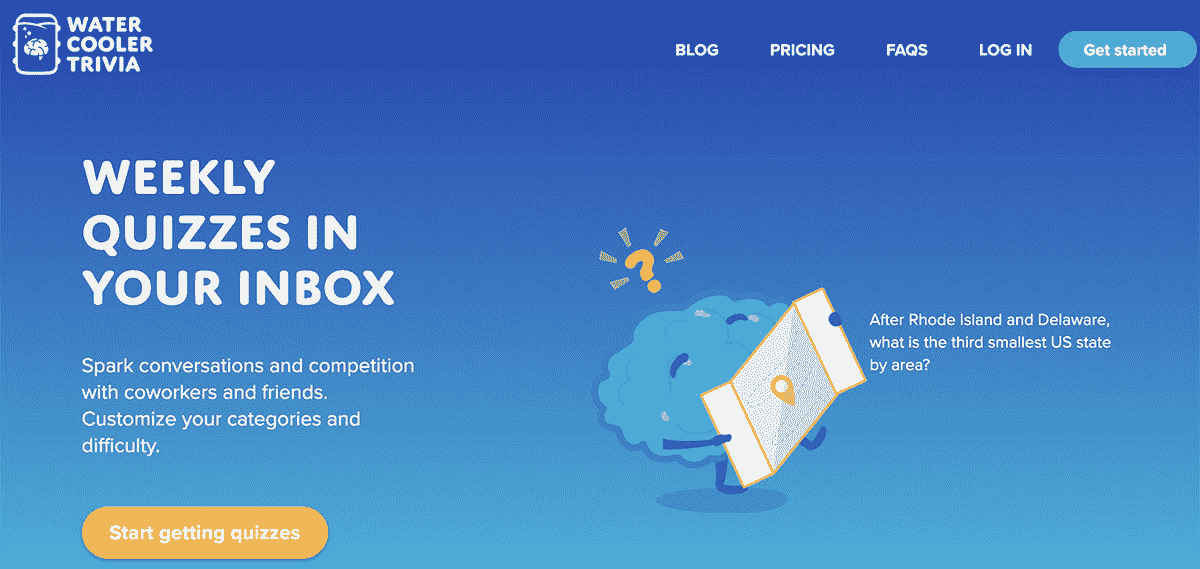 WATER
COOLER
TRIVIA
BLOG
PRICING
FAQS
LOG IN
Get started
WEEKLY
QUIZZES IN
YOUR INBOX
Spark conversations and competition
with coworkers and friends.
Customize your categories and
difficulty.
Start getting quizzes
?
After Rhode Island and Delaware,
what is the third smallest US state
by area?